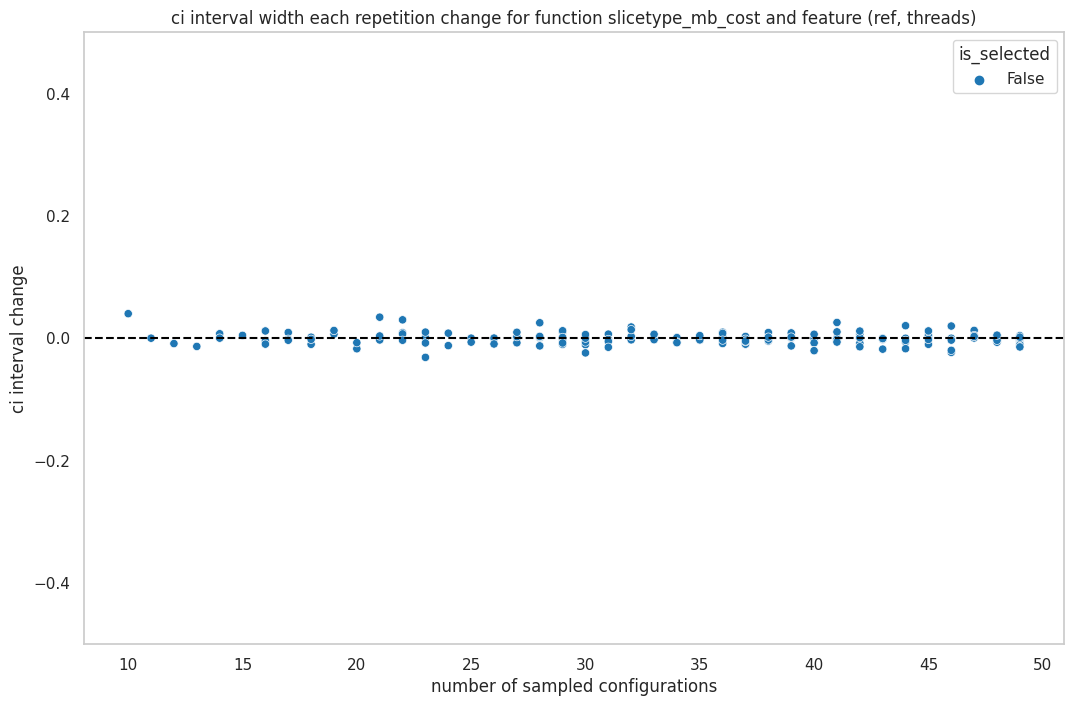 ci interval width each repetition change for function slicetype_mb_cost and feature (ref, threads)
is_selected
False
ci interval change
0.4
0.2
0.0
−0.2
−0.4
10 15 20 25 30 35 40 45 50
number of sampled configurations